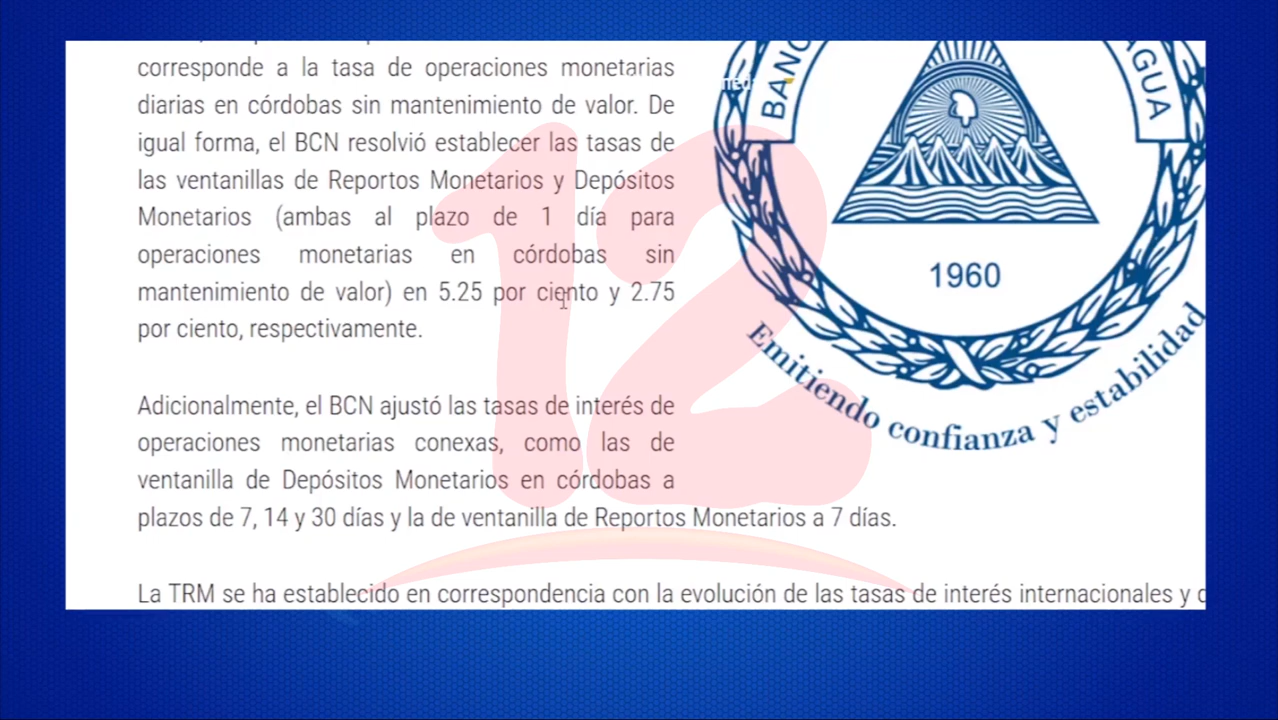 corresponde a la tasa de operaciones monetarias
diarias en córdobas sin mantenimiento de valor. De
igual forma, el BCN resolvió establecer las tasas de
las ventanillas de Reportos Monetarios y Depósitos
Monetarios (ambas al plazo de 1 día para
operaciones monetarias en córdobas sin
mantenimiento de valor) en 5.25 por ciento y 2.75
por ciento, respectivamente.
Adicionalmente, el BCN ajustó las tasas de interés de
operaciones monetarias conexas, como las de
ventanilla de Depósitos Monetarios en córdobas a
plazos de 7, 14 y 30 días y la de ventanilla de Reportos Monetarios a 7 días.
La TRM se ha establecido en correspondencia con la evolución de las tasas de interés internacionales y
12
1960
Emitiendo confianza y estabilidad